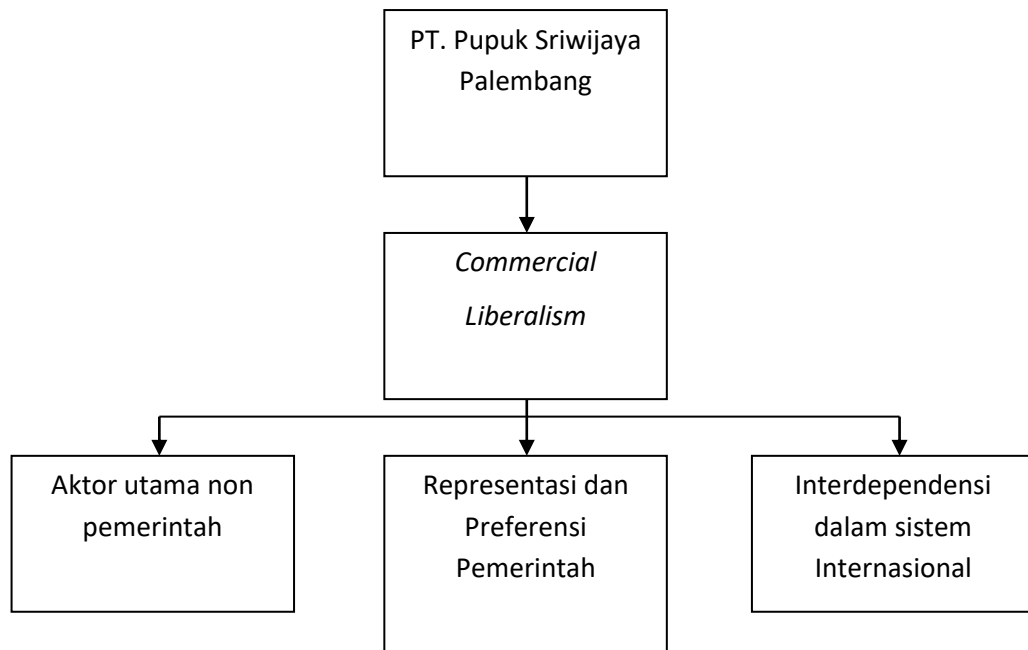 PT. Pupuk Sriwijaya
Palembang
Commercial
Liberalism
Aktor utama non
pemerintah
Representasi dan
Preferensi
Pemerintah
Interdependensi
dalam sistem
Internasional